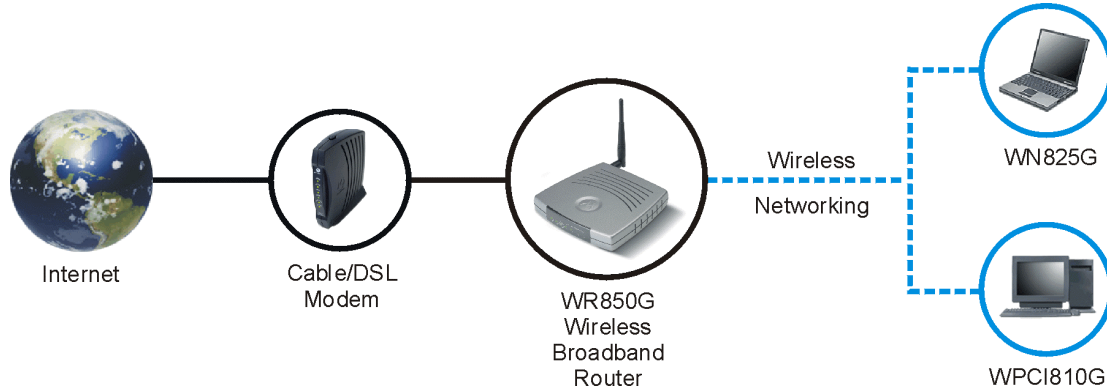 Internet
Cable/DSL
Modem
WR850G
Wireless
Broadband
Router
Wireless
Networking
WN825G
WPCI810G